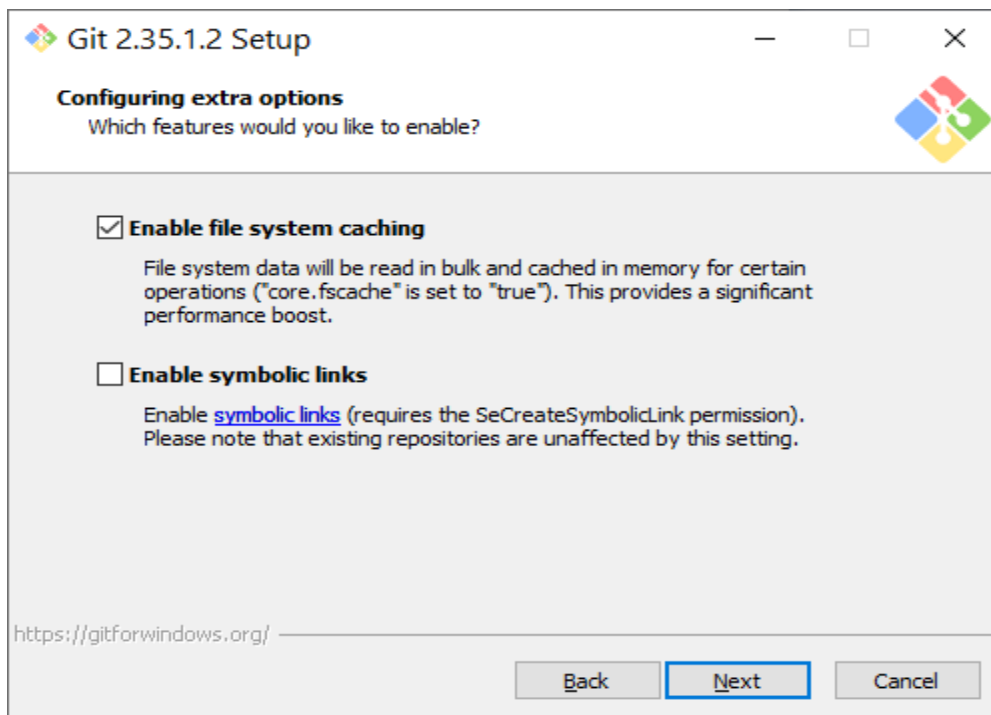 Git 2.35.1.2 Setup
Configuring extra options
Which features would you like to enable?
Enable file system caching
File system data will be read in bulk and cached in memory for certain
operations ("core.fscache" is set to "true"). This provides a significant
performance boost.
Enable symbolic links
Enable symbolic links (requires the SeCreateSymbolicLink permission).
Please note that existing repositories are unaffected by this setting.
https://gitforwindows.org/
Back Next Cancel